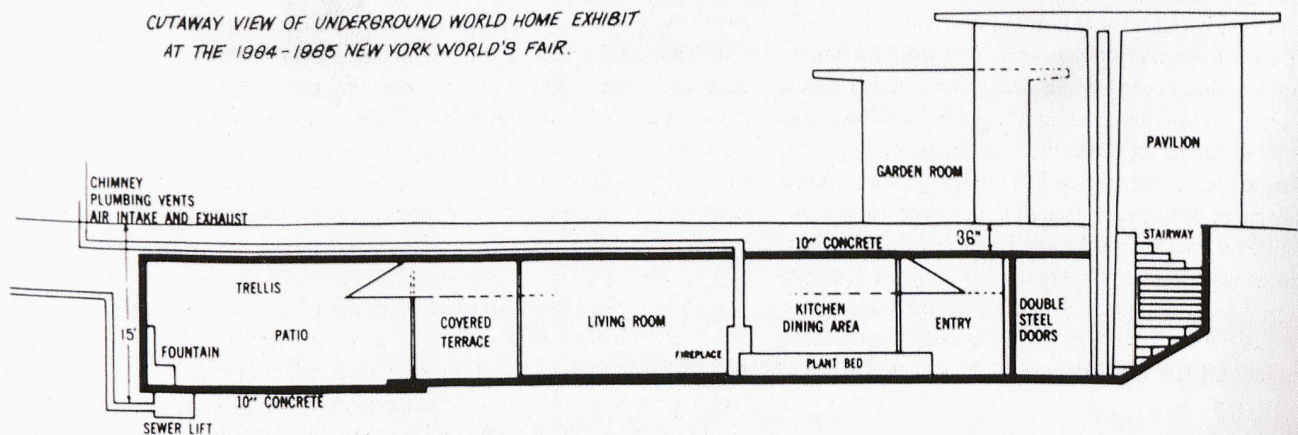 CUTAWAY VIEW OF UNDERGROUND WORLD HOME EXHIBIT
AT THE 1964-1965 NEW YORK WORLD'S FAIR.
PAVILION
GARDEN ROOM
CHIMNEY
PLUMBING VENTS
AIR INTAKE AND EXHAUST
STAIRWAY
10" CONCRETE
36"
TRELLIS
PATIO
FOUNTAIN
15'
COVERED
TERRACE
LIVING ROOM
FIREPLACE
KITCHEN
DINING AREA
PLANT BED
ENTRY
DOUBLE
STEEL
DOORS
10" CONCRETE
SEWER LIFT